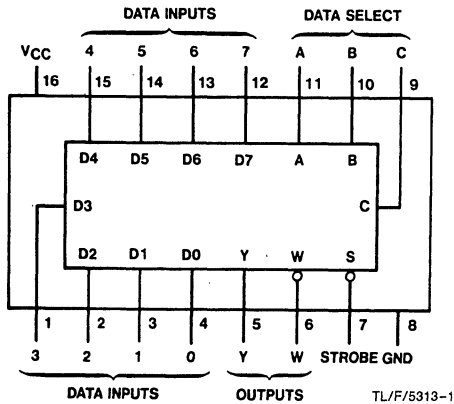 DATA INPUTS DATA SELECT
VCC 4 5 6 7 A B C
16 15 14 13 12 11 10 9
D4 D5 D6 D7 A B
D3 C
D2 D1 D0 Y W S
1 2 3 4 5 6 7 8
3 2 1 0 Y W STROBE GND
DATA INPUTS OUTPUTS TL/F/5313-1